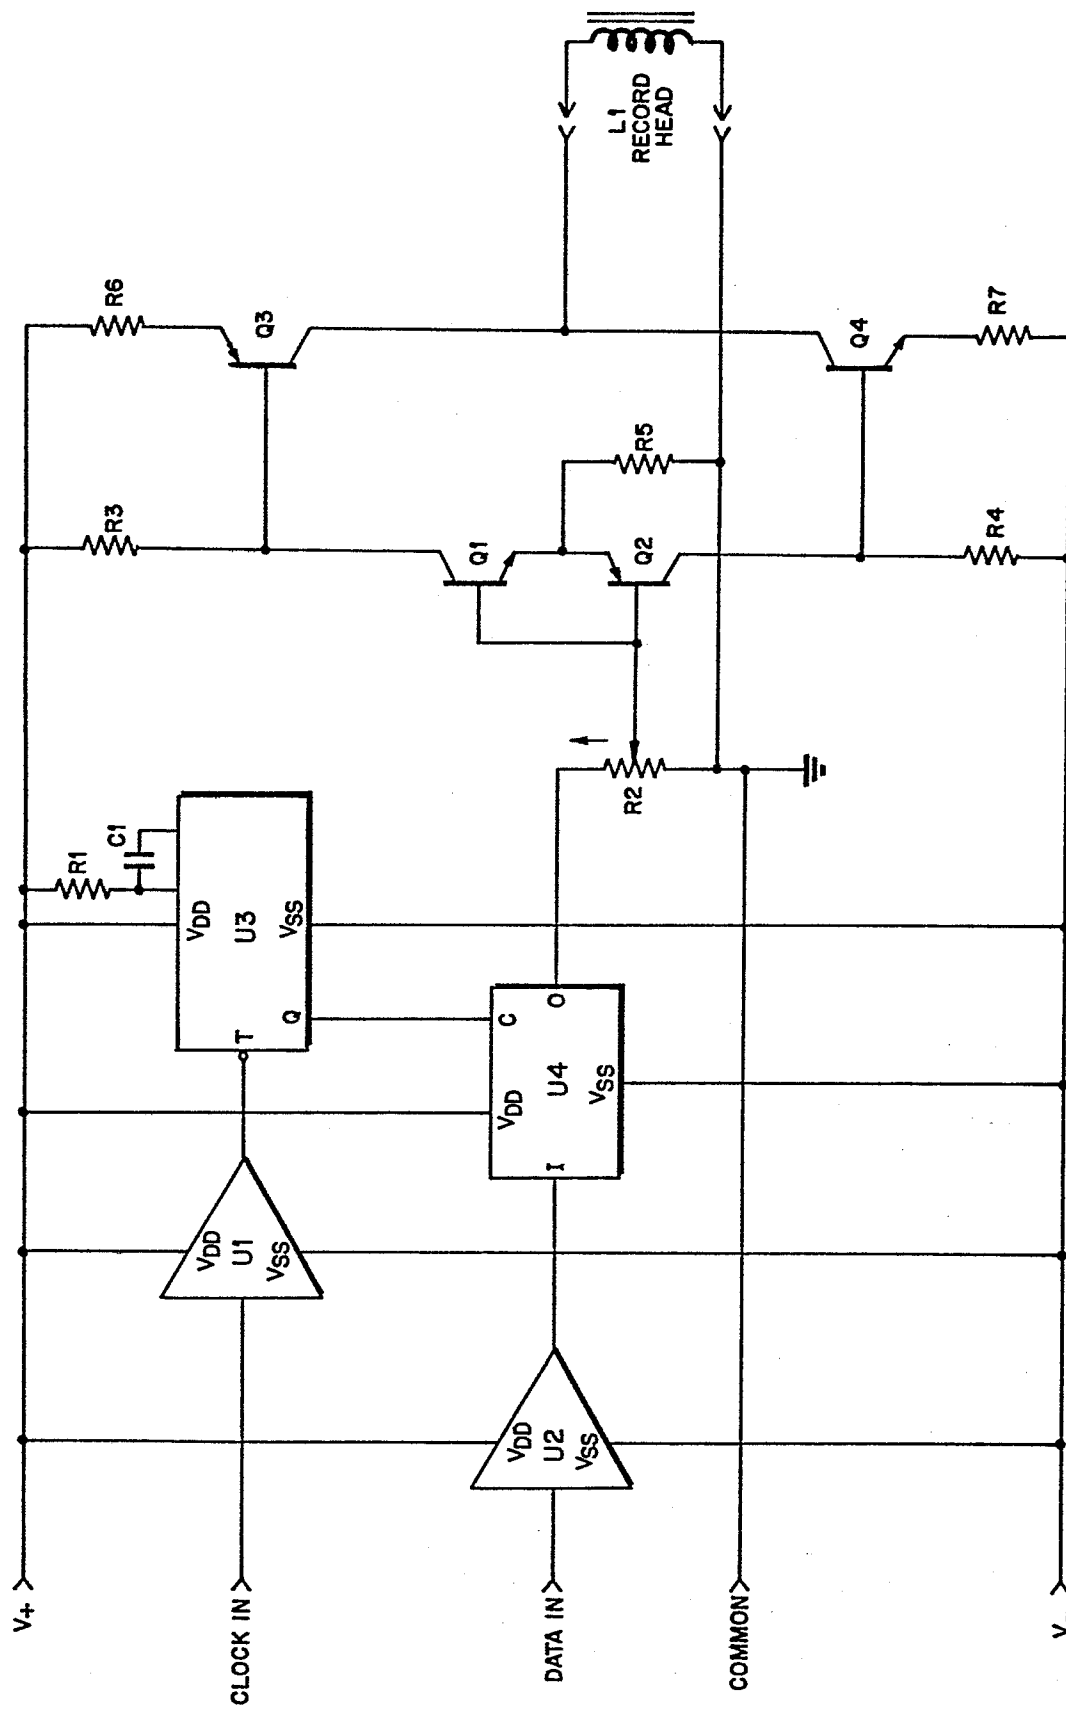 V+
CLOCK IN
DATA IN
COMMON
V-
VDD
U1
VSS
VDD
U2
VSS
R1
C1
VDD
U3
VSS
T
Q
VDD
U4
VSS
I
C
O
R2
R3
Q1
Q2
R5
R4
R6
Q3
Q4
R7
L1
RECORD
HEAD